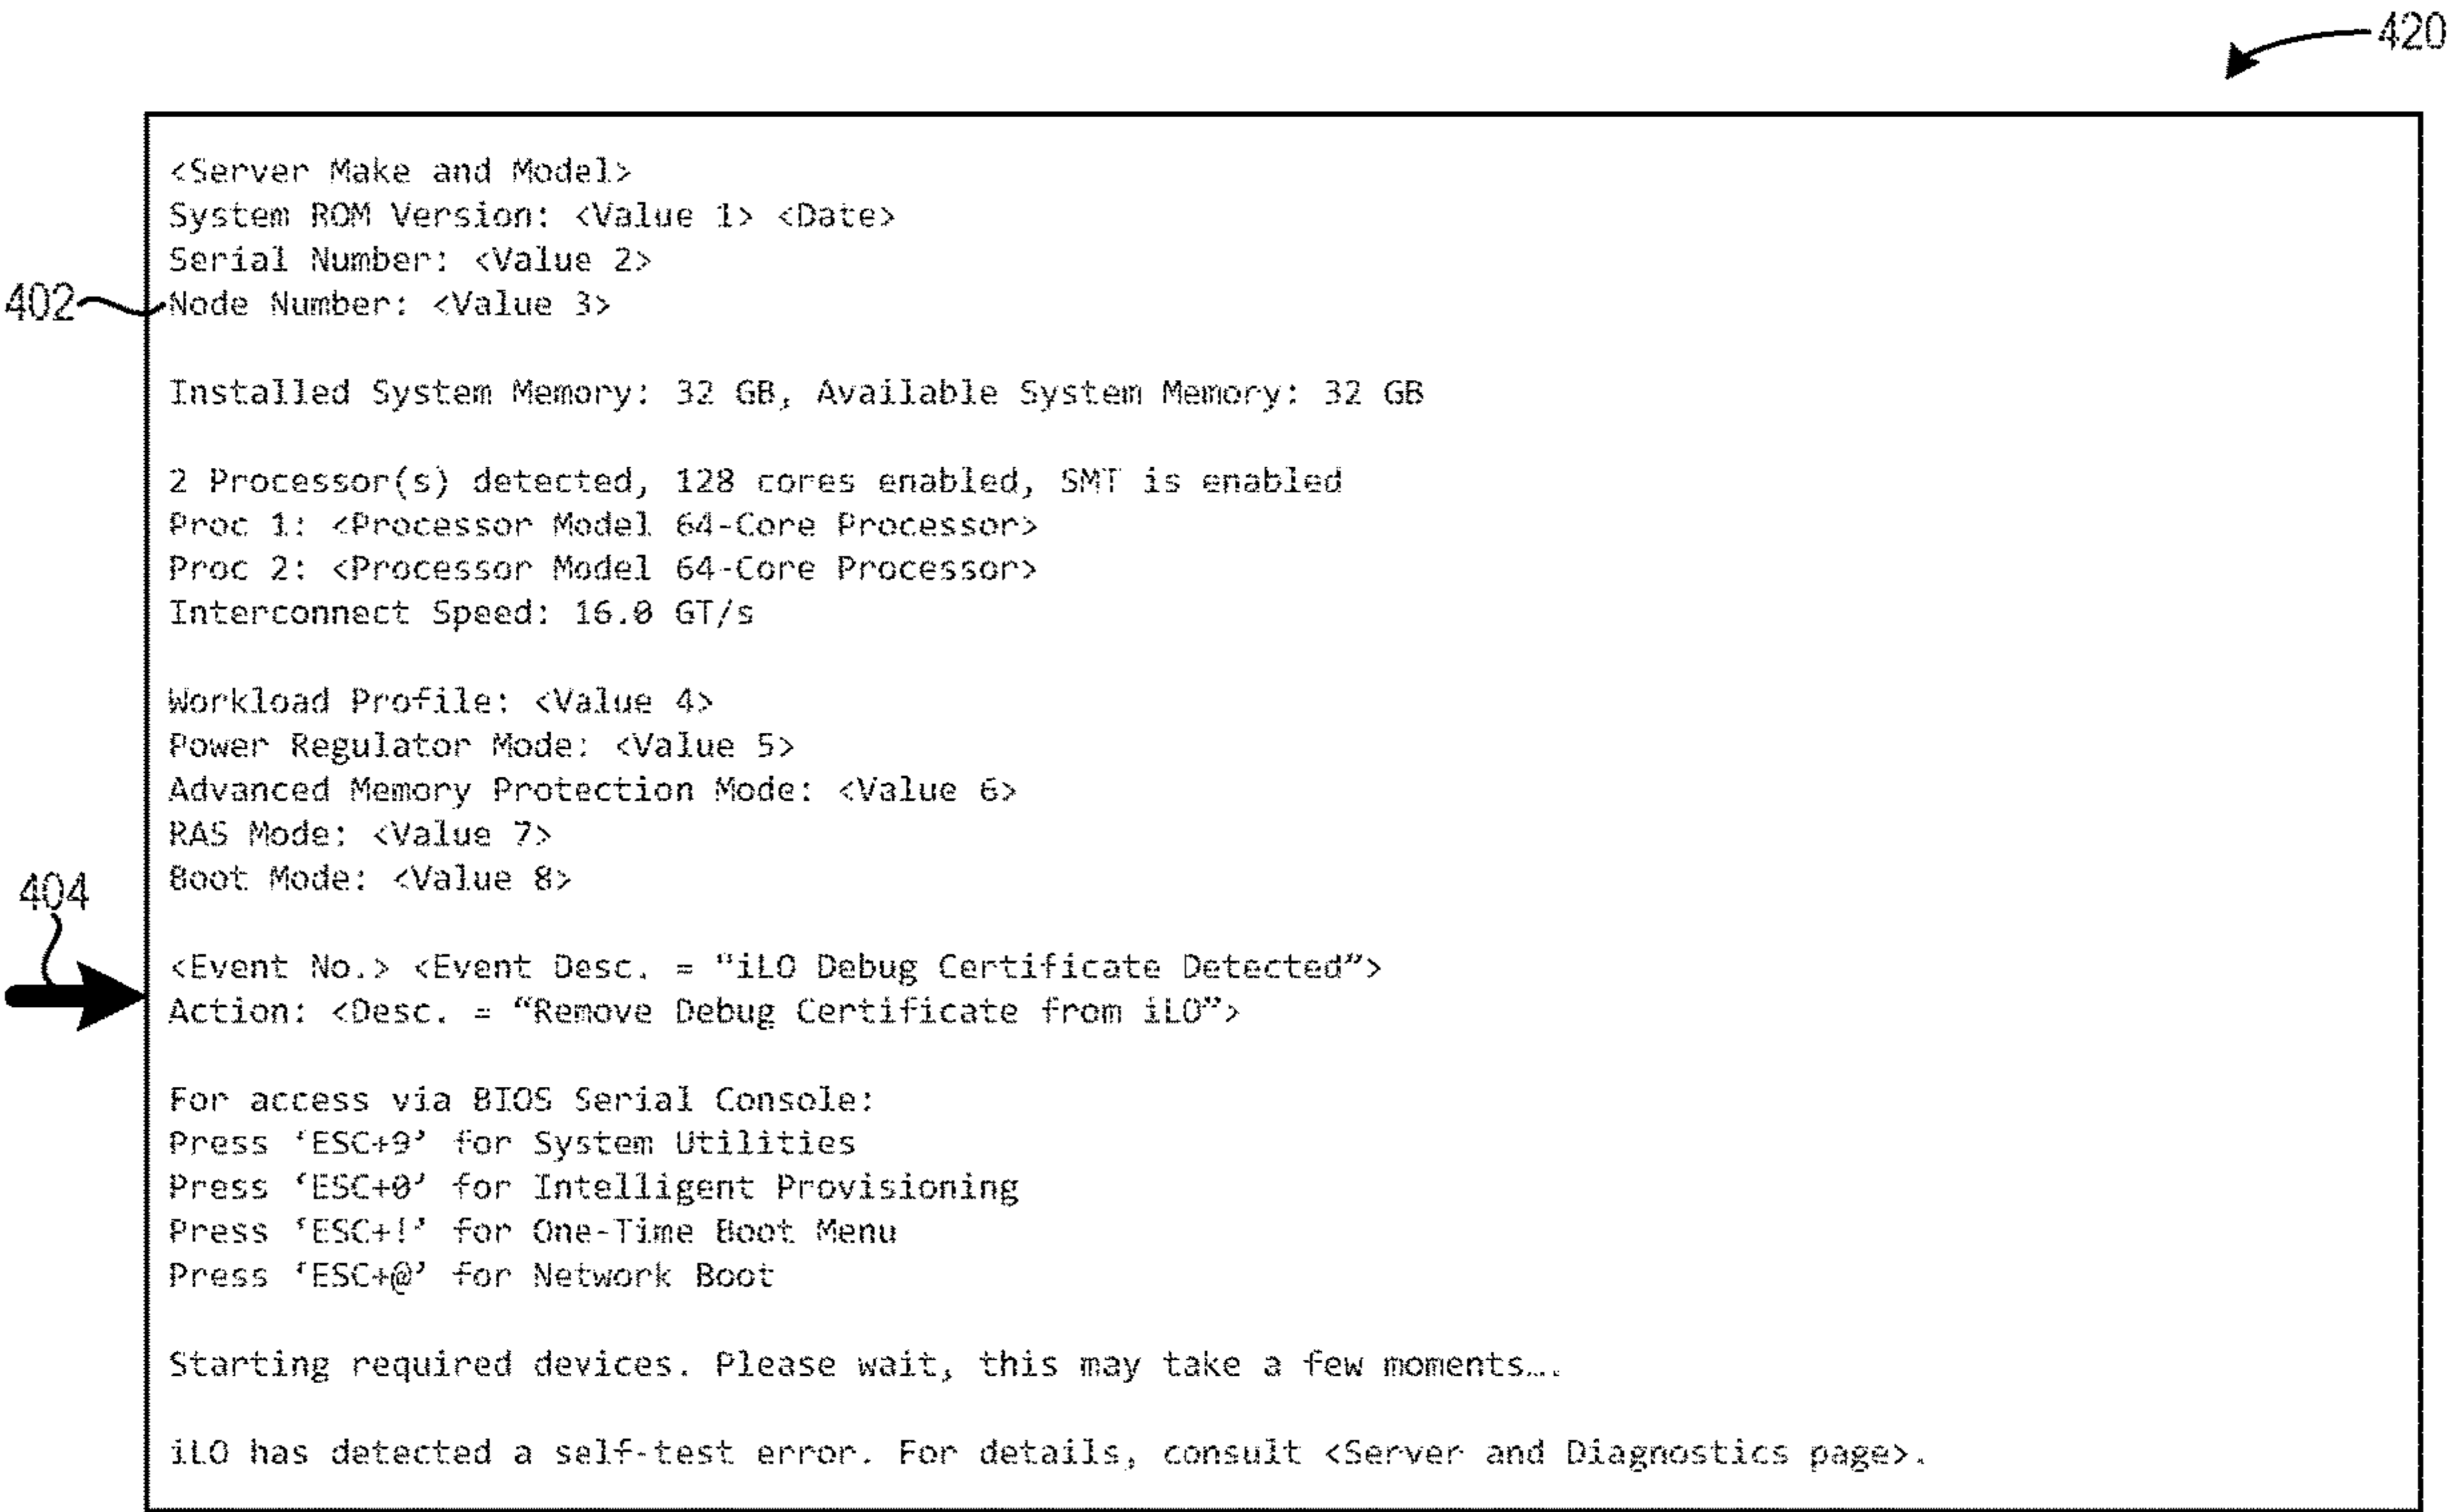 420
<Server Make and Model>
System ROM Version: <Value 1> <Date>
Serial Number: <Value 2>
402
Node Number: <Value 3>
Installed System Memory: 32 GB, Available System Memory: 32 GB
2 Processor(s) detected, 128 cores enabled, SMT is enabled
Proc 1: <Processor Model 64-Core Processor>
Proc 2: <Processor Model 64-Core Processor>
Interconnect Speed: 16.0 GT/s
Workload Profile: <Value 4>
Power Regulator Mode: <Value 5>
Advanced Memory Protection Mode: <Value 6>
RAS Mode: <Value 7>
Boot Mode: <Value 8>
404
<Event No.> <Event Desc. = “iLO Debug Certificate Detected”>
Action: <Desc. = “Remove Debug Certificate from iLO”>
For access via BIOS Serial Console:
Press ‘ESC+9’ for System Utilities
Press ‘ESC+0’ for Intelligent Provisioning
Press ‘ESC+!’ for One-Time Boot Menu
Press ‘ESC+@’ for Network Boot
Starting required devices. Please wait, this may take a few moments….
iLO has detected a self-test error. For details, consult <Server and Diagnostics page>.